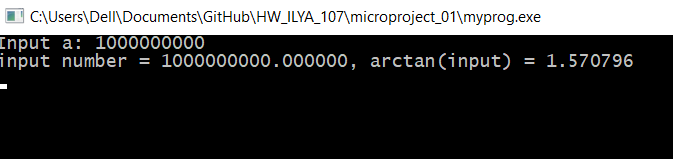 C:\Users\Dell\Documents\GitHub\HW_ILYA_107\microproject_01\myprog.exe
Input a: 1000000000
input number = 1000000000.000000, arctan(input) = 1.570796